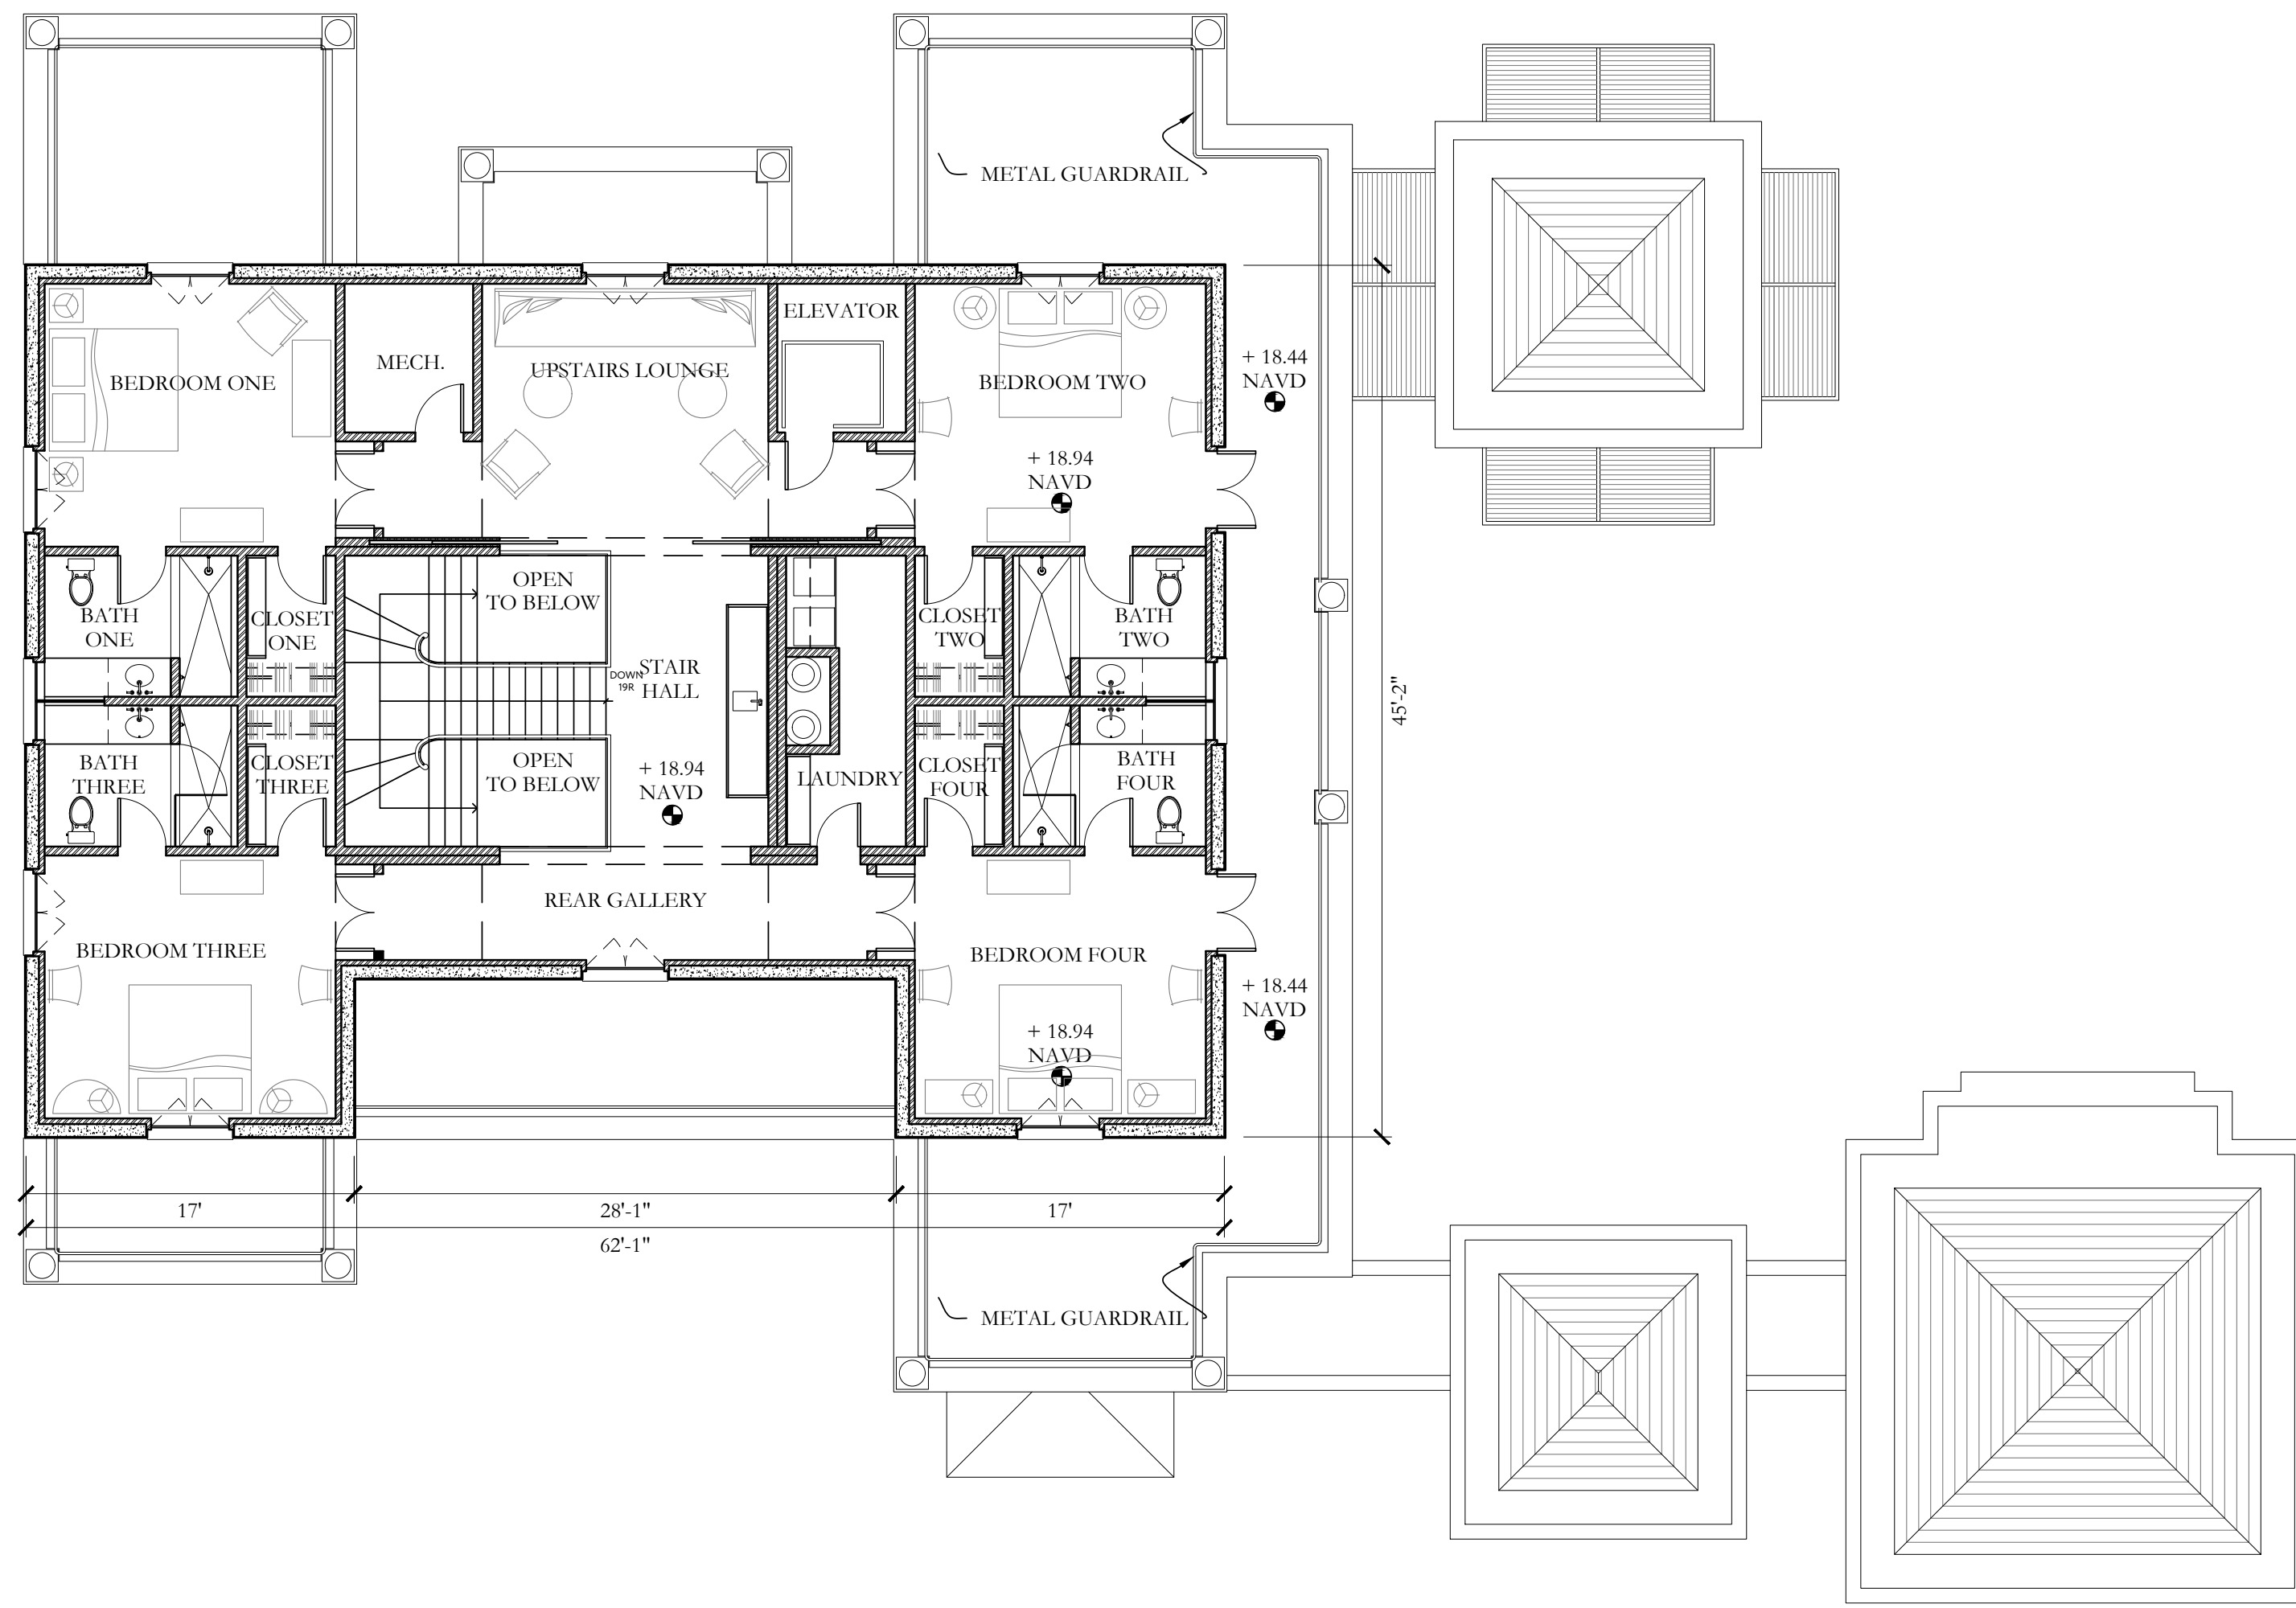 METAL GUARDRAIL
ELEVATOR
MECH.
UPSTAIRS LOUNGE
BEDROOM ONE
BEDROOM TWO
+ 18.44
NAVD
+ 18.94
NAVD
OPEN
TO BELOW
BATH
ONE
CLOSET
ONE
STAIR
HALL
DOWN
19R
CLOSET
TWO
BATH
TWO
45'-2"
BATH
THREE
CLOSET
THREE
OPEN
TO BELOW
+ 18.94
NAVD
LAUNDRY
CLOSET
FOUR
BATH
FOUR
REAR GALLERY
BEDROOM THREE
BEDROOM FOUR
+ 18.44
NAVD
+ 18.94
NAVD
17'
28'-1"
17'
62'-1"
METAL GUARDRAIL